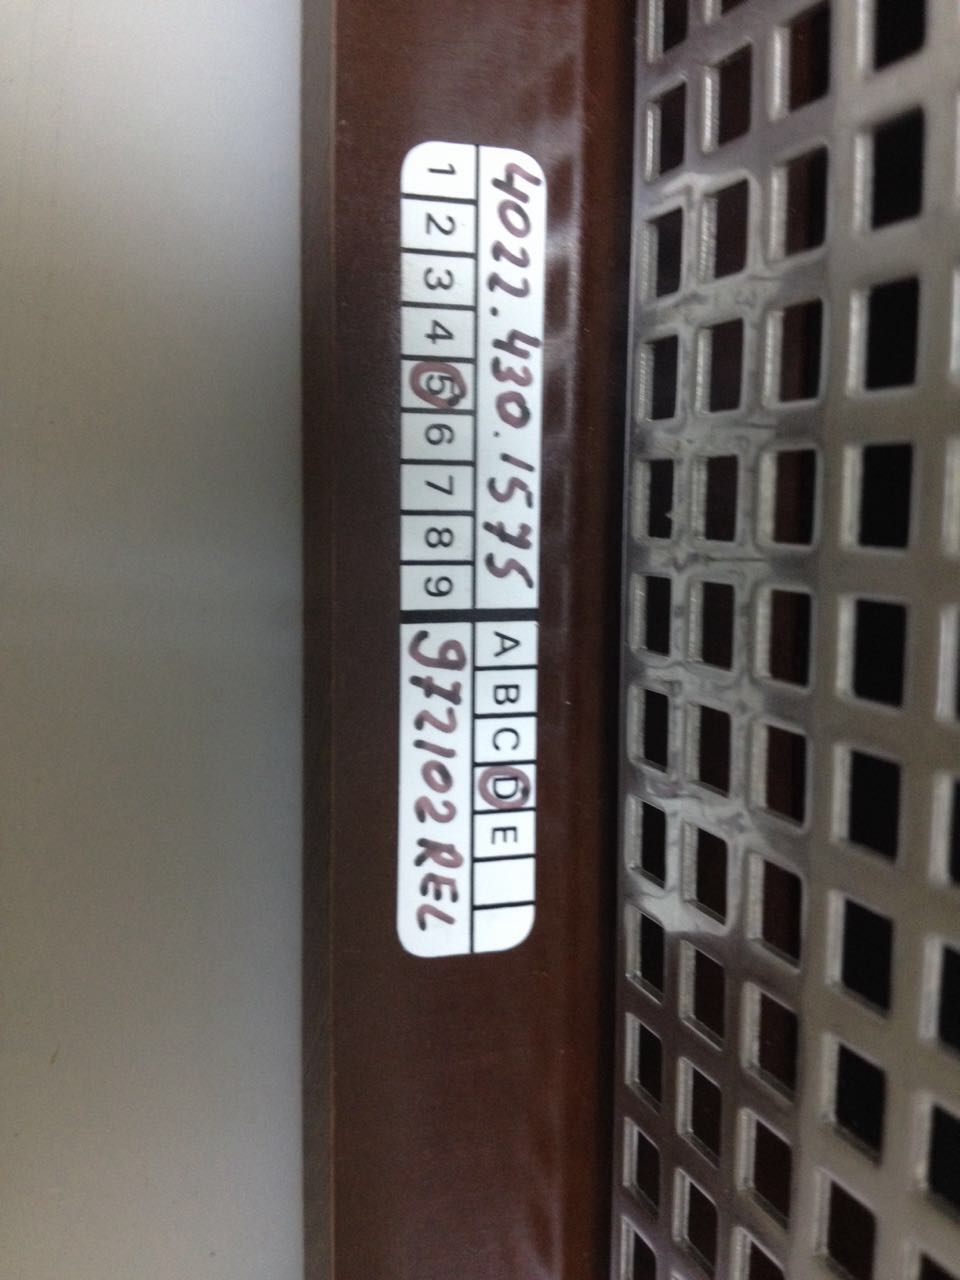 4022.430.1575 A B C D E
1 2 3 4 5 6 7 8 9 972102 REL